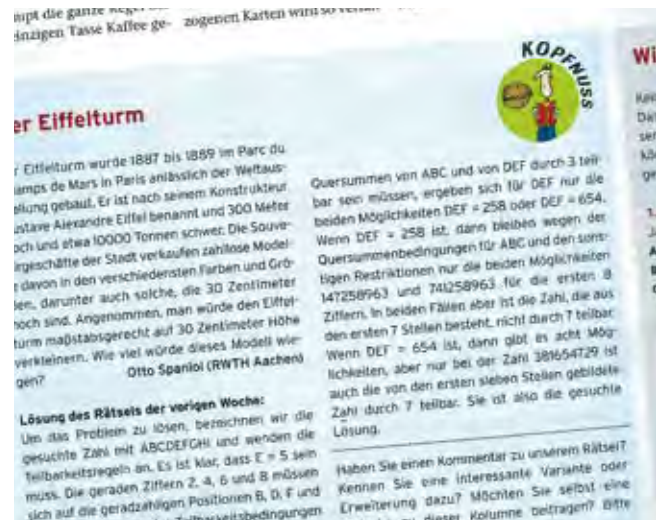 die ganze
einzigen Tasse Kaffee ge-
zogenen Karten wird so
KOPFNUSS
Wi
er Eiffelturm
r Eiffelturm wurde 1887 bis 1889 im Parc du
amps de Mars in Paris anlässlich der Weltaus-
ellung gebaut. Er ist nach seinem Konstrukteur
ustave Alexandre Eiffel benannt und 300 Meter
och und etwa 10000 Tonnen schwer. Die Souve-
irgeschäfte der Stadt verkaufen zahllose Model-
davon in den verschiedensten Farben und Grö-
en, darunter auch solche, die 30 Zentimeter
hoch sind. Angenommen, man würde den Eiffel-
turm maßstabsgerecht auf 30 Zentimeter Höhe
verkleinern. Wie viel würde dieses Modell wie-
gen?
Otto Spaniol (RWTH Aachen)
Lösung des Rätsels der vorigen Woche:
Um das Problem zu lösen, bezeichnen wir die
gesuchte Zahl mit ABCDEFGHI und wenden die
Teilbarkeitsregeln an. Es ist klar, dass E = 5 sein
muss. Die geraden Ziffern 2, 4, 6 und 8 müssen
sich auf die geradzahligen Positionen B, D, F und
Teilbarkeitsbedingungen
Quersummen von ABC und von DEF durch 3 teil-
bar sein müssen, ergeben sich für DEF nur die
beiden Möglichkeiten DEF = 258 oder DEF = 654.
Wenn DEF = 258 ist, dann bleiben wegen der
Quersummenbedingungen für ABC und den sons-
tigen Restriktionen nur die beiden Möglichkeiten
147258963 und 741258963 für die ersten 8
Ziffern. In beiden Fällen aber ist die Zahl, die aus
den ersten 7 Stellen besteht, nicht durch 7 teilbar.
Wenn DEF = 654 ist, dann gibt es acht Mög-
lichkeiten, aber nur bei der Zahl 381654729 ist
auch die von den ersten sieben Stellen gebildete
Zahl durch 7 teilbar. Sie ist also die gesuchte
Lösung.
Haben Sie einen Kommentar zu unserem Rätsel?
Kennen Sie eine interessante Variante oder
Erweiterung dazu? Möchten Sie selbst eine
dieser Kolumne beitragen? Bitte